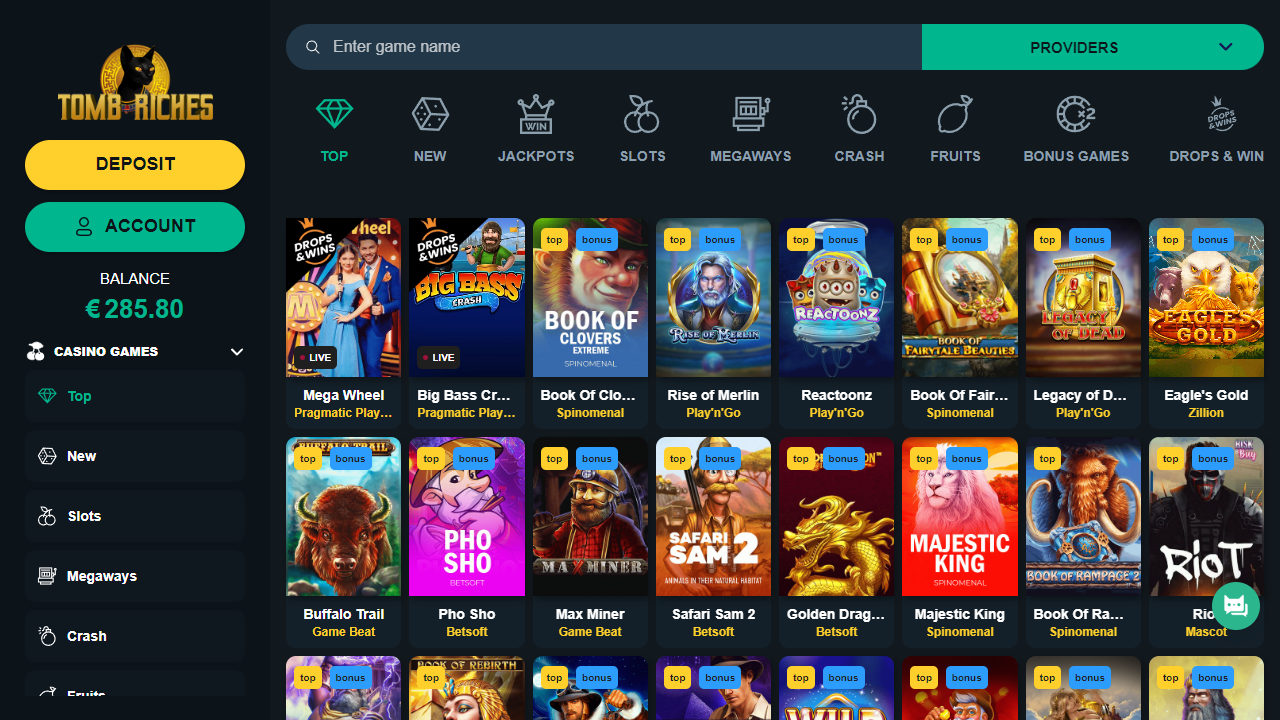 TOMB RICHES
DEPOSIT
ACCOUNT
BALANCE
€ 285.80
CASINO GAMES
Top
New
Slots
Megaways
Crash
Fruits
Enter game name
PROVIDERS
TOP
NEW
WIN
JACKPOTS
SLOTS
MEGAWAYS
CRASH
FRUITS
X2
BONUS GAMES
DROPS & WINS
DROPS & WIN
DROPS & WINS
Wheel
M
LIVE
Mega Wheel
Pragmatic Play...
DROPS & WINS
BIG BASS
CRASH
LIVE
Big Bass Cr...
Pragmatic Play...
top bonus
BOOK OF
CLOVERS
EXTREME
SPINOMENAL
Book Of Clo...
Spinomenal
top bonus
RISE OF MERLIN
Rise of Merlin
Play'n'Go
top bonus
REACTOONZ
Reactoonz
Play'n'Go
top bonus
BOOK OF
FAIRYTALE BEAUTIES
Book Of Fair...
Spinomenal
top bonus
LEGACY OF DEAD
Legacy of D...
Play'n'Go
top bonus
EAGLE'S
GOLD
Eagle's Gold
Zillion
BUFFALO TRAIL
top bonus
Buffalo Trail
Game Beat
top bonus
PHO
SHO
BETSOFT
Pho Sho
Betsoft
top bonus
MAX MINER
Max Miner
Game Beat
top bonus
SAFARI
SAM 2
ANIMALS IN THEIR NATURAL HABITAT
Safari Sam 2
Betsoft
top bonus
Golden Drag...
Betsoft
top bonus
MAJESTIC
KING
SPINOMENAL
Majestic King
Spinomenal
top
BOOK OF RAMPAGE 2
Book Of Ra...
Spinomenal
RISK
Buy
top bonus
RIOT
Mascot
top bonus
BOOK OF REBIRTH
top
top bonus
top bonus
top bonus
WILD
top bonus
top bonus
top bonus